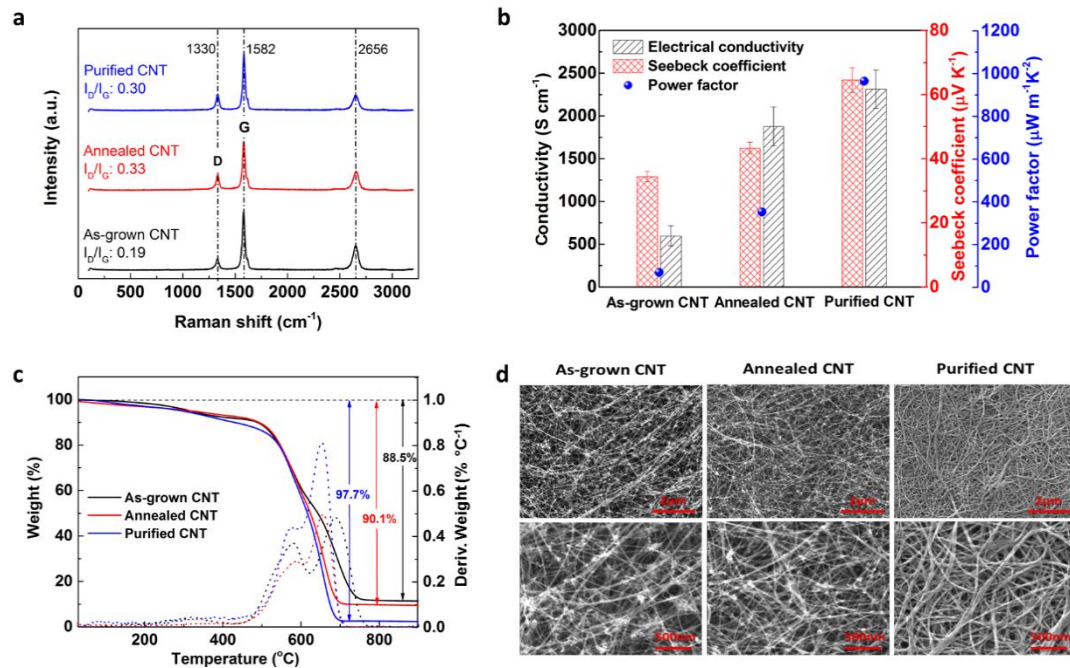 a
1330
1582
2656
Purified CNT
I_D/I_G: 0.30
Annealed CNT
I_D/I_G: 0.33
D
G
As-grown CNT
I_D/I_G: 0.19
Intensity (a.u.)
0 500 1000 1500 2000 2500 3000
Raman shift (cm⁻¹)
b
3000
2500
2000
1500
1000
500
0
Conductivity (S cm⁻¹)
Electrical conductivity
Seebeck coefficient
Power factor
As-grown CNT Annealed CNT Purified CNT
80
60
40
20
0
Seebeck coefficient (μV K⁻¹)
1200
1000
800
600
400
200
0
Power factor (μW m⁻¹K⁻²)
c
100
80
60
40
20
0
Weight (%)
As-grown CNT
Annealed CNT
Purified CNT
97.7%
90.1%
88.5%
1.0
0.8
0.6
0.4
0.2
0.0
Deriv. Weight (% °C⁻¹)
200 400 600 800
Temperature (°C)
d
As-grown CNT Annealed CNT Purified CNT
2μm 2μm 2μm
500nm 500nm 500nm